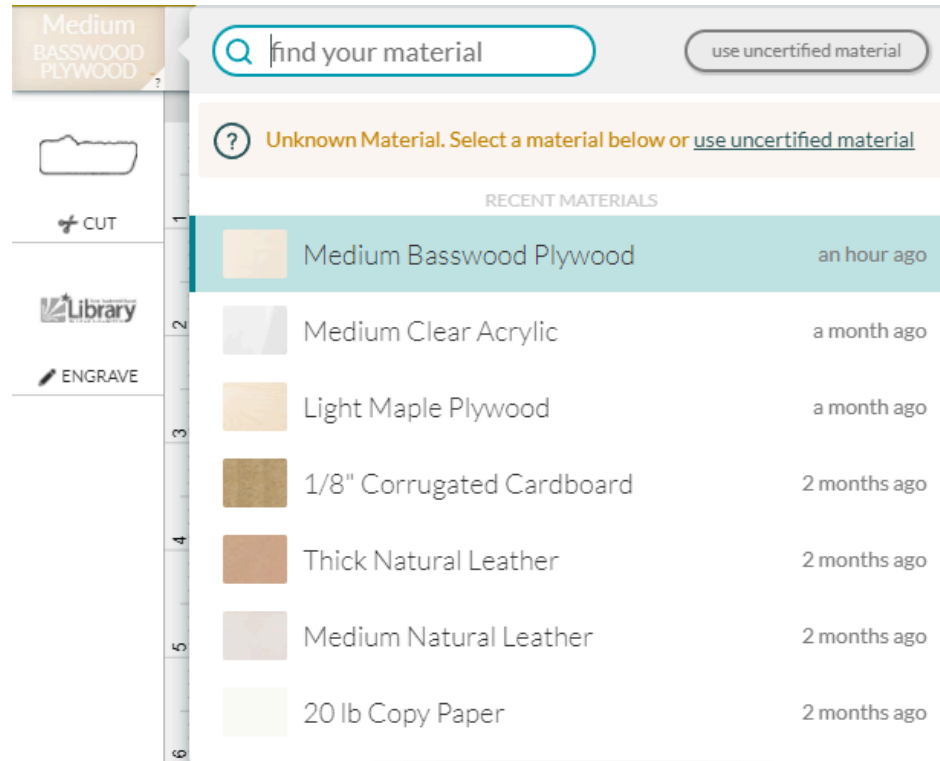 Medium
BASSWOOD
PLYWOOD
?
find your material
use uncertified material
? Unknown Material. Select a material below or use uncertified material
RECENT MATERIALS
CUT
Library
ENGRAVE
Medium Basswood Plywood an hour ago
Medium Clear Acrylic a month ago
Light Maple Plywood a month ago
1/8" Corrugated Cardboard 2 months ago
Thick Natural Leather 2 months ago
Medium Natural Leather 2 months ago
20 lb Copy Paper 2 months ago
1
2
3
4
5
6